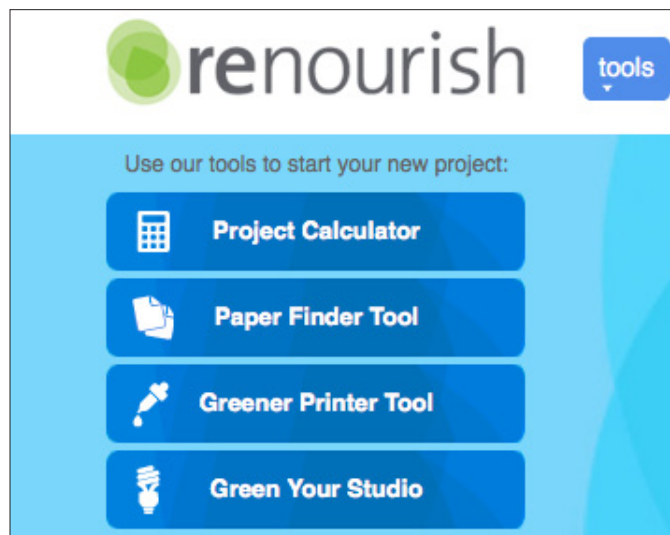 renourish
tools
Use our tools to start your new project:
Project Calculator
Paper Finder Tool
Greener Printer Tool
Green Your Studio